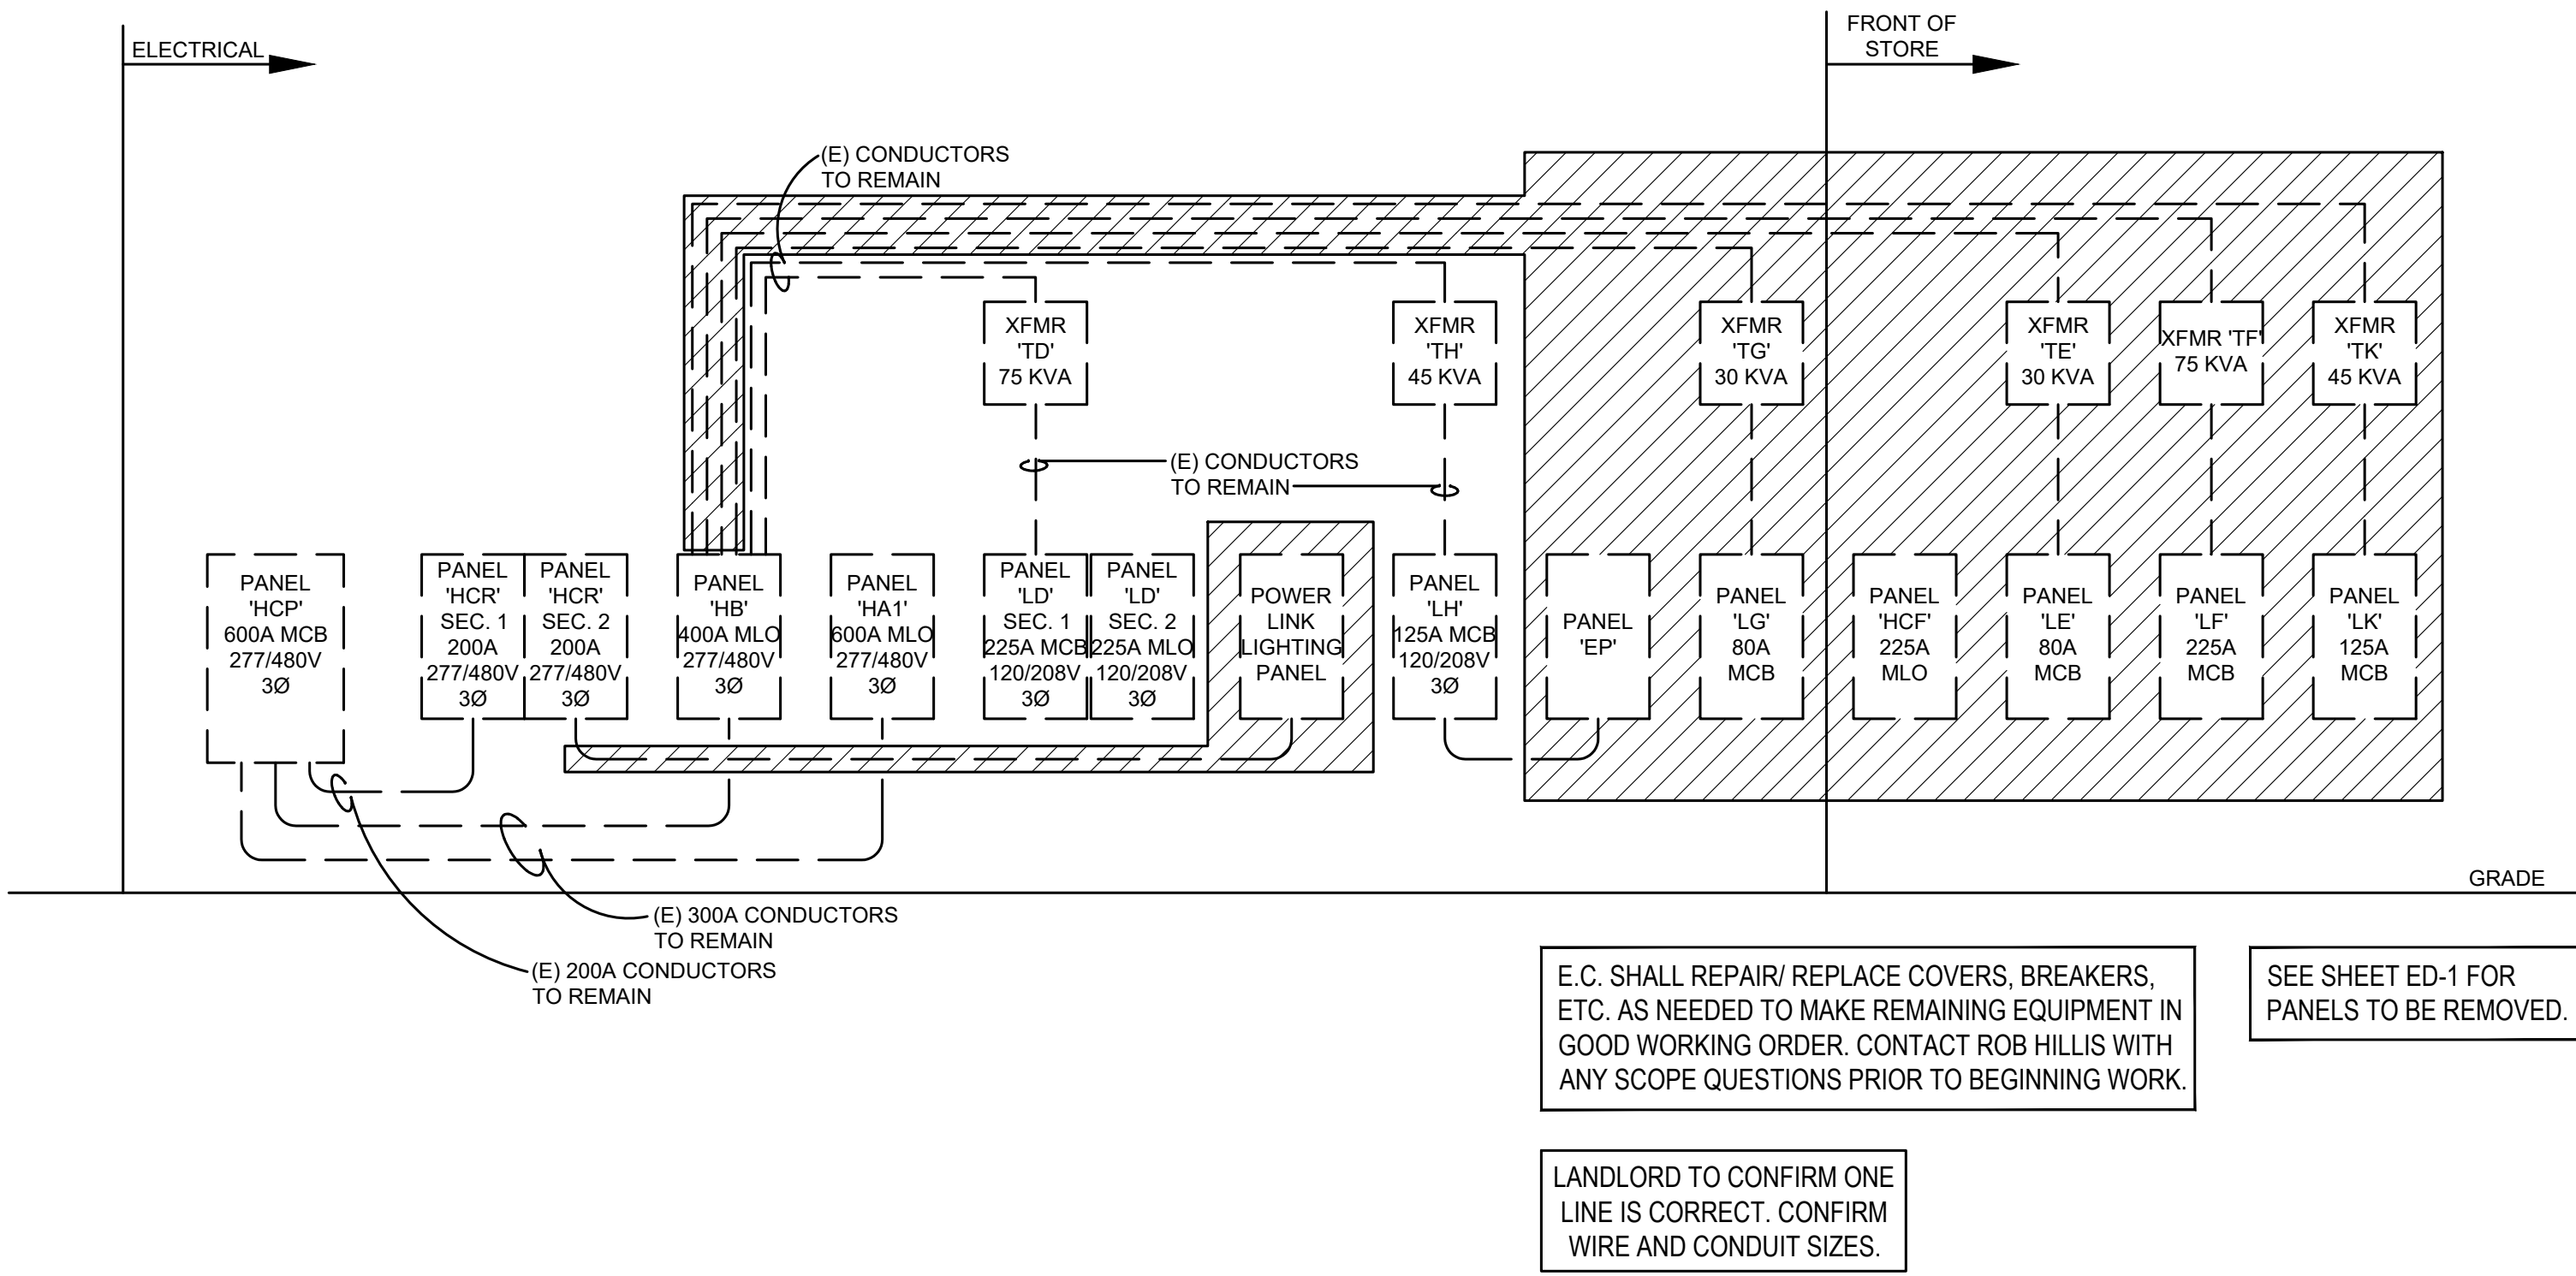 ELECTRICAL
FRONT OF
STORE
(E) CONDUCTORS
TO REMAIN
XFMR
'TD'
75 KVA
XFMR
'TH'
45 KVA
XFMR
'TG'
30 KVA
XFMR
'TE'
30 KVA
XFMR 'TF'
75 KVA
XFMR
'TK'
45 KVA
(E) CONDUCTORS
TO REMAIN
PANEL
'HCP'
600A MCB
277/480V
3Ø
PANEL
'HCR'
SEC. 1
200A
277/480V
3Ø
PANEL
'HCR'
SEC. 2
200A
277/480V
3Ø
PANEL
'HB'
400A MLO
277/480V
3Ø
PANEL
'HA1'
600A MLO
277/480V
3Ø
PANEL
'LD'
SEC. 1
225A MCB
120/208V
3Ø
PANEL
'LD'
SEC. 2
225A MLO
120/208V
3Ø
POWER
LINK
LIGHTING
PANEL
PANEL
'LH'
125A MCB
120/208V
3Ø
PANEL
'EP'
PANEL
'LG'
80A
MCB
PANEL
'HCF'
225A
MLO
PANEL
'LE'
80A
MCB
PANEL
'LF'
225A
MCB
PANEL
'LK'
125A
MCB
GRADE
(E) 300A CONDUCTORS
TO REMAIN
(E) 200A CONDUCTORS
TO REMAIN
E.C. SHALL REPAIR/ REPLACE COVERS, BREAKERS,
ETC. AS NEEDED TO MAKE REMAINING EQUIPMENT IN
GOOD WORKING ORDER. CONTACT ROB HILLIS WITH
ANY SCOPE QUESTIONS PRIOR TO BEGINNING WORK.
SEE SHEET ED-1 FOR
PANELS TO BE REMOVED.
LANDLORD TO CONFIRM ONE
LINE IS CORRECT. CONFIRM
WIRE AND CONDUIT SIZES.